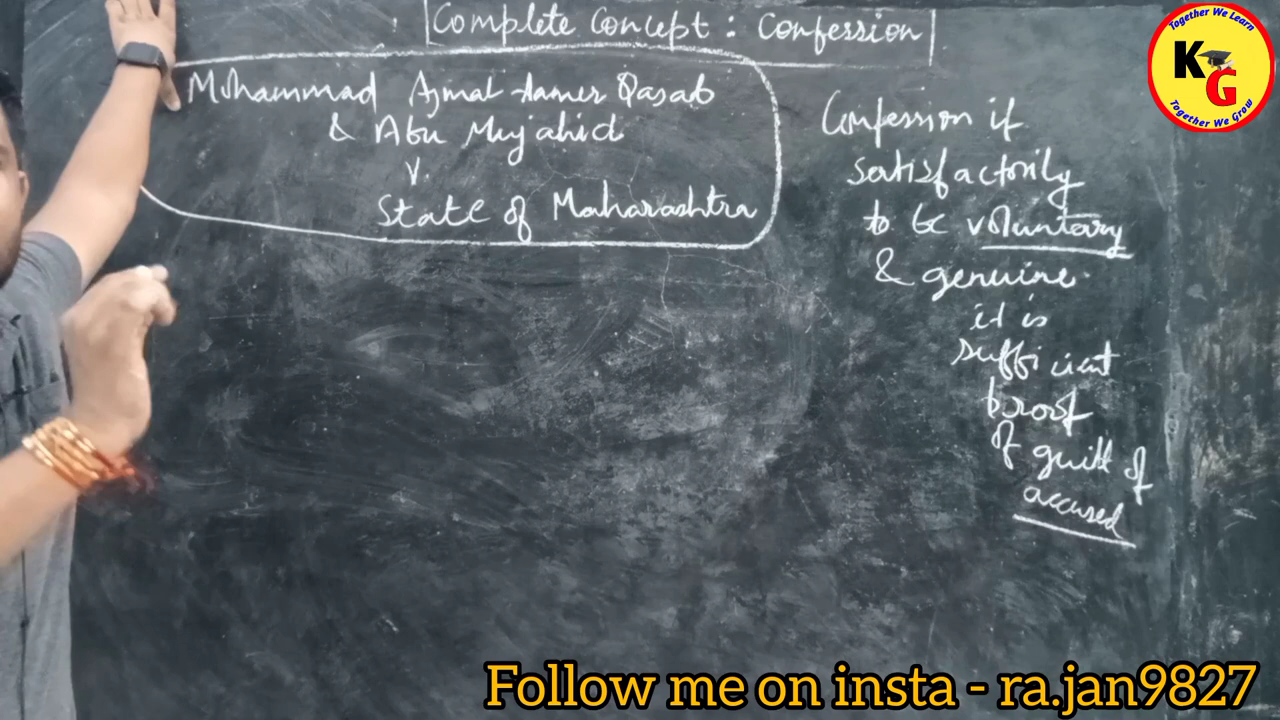 Complete Concept : Confession
Mohammad Ajmal Aamer Qasab
& Abu Mujahid
v.
State of Maharashtra
Confession if
satisfactorily
to be voluntary
& genuine
it is
sufficient
proof
of guilt of
accused
Together We Learn
KG
Together We Grow
Follow me on insta - ra.jan9827